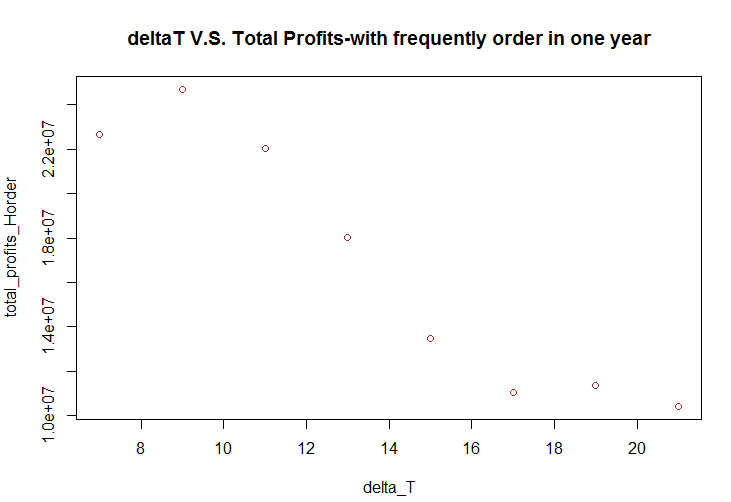 deltaT V.S. Total Profits-with frequently order in one year
total_profits_Horder
2.2e+07
1.8e+07
1.4e+07
1.0e+07
8 10 12 14 16 18 20
delta_T